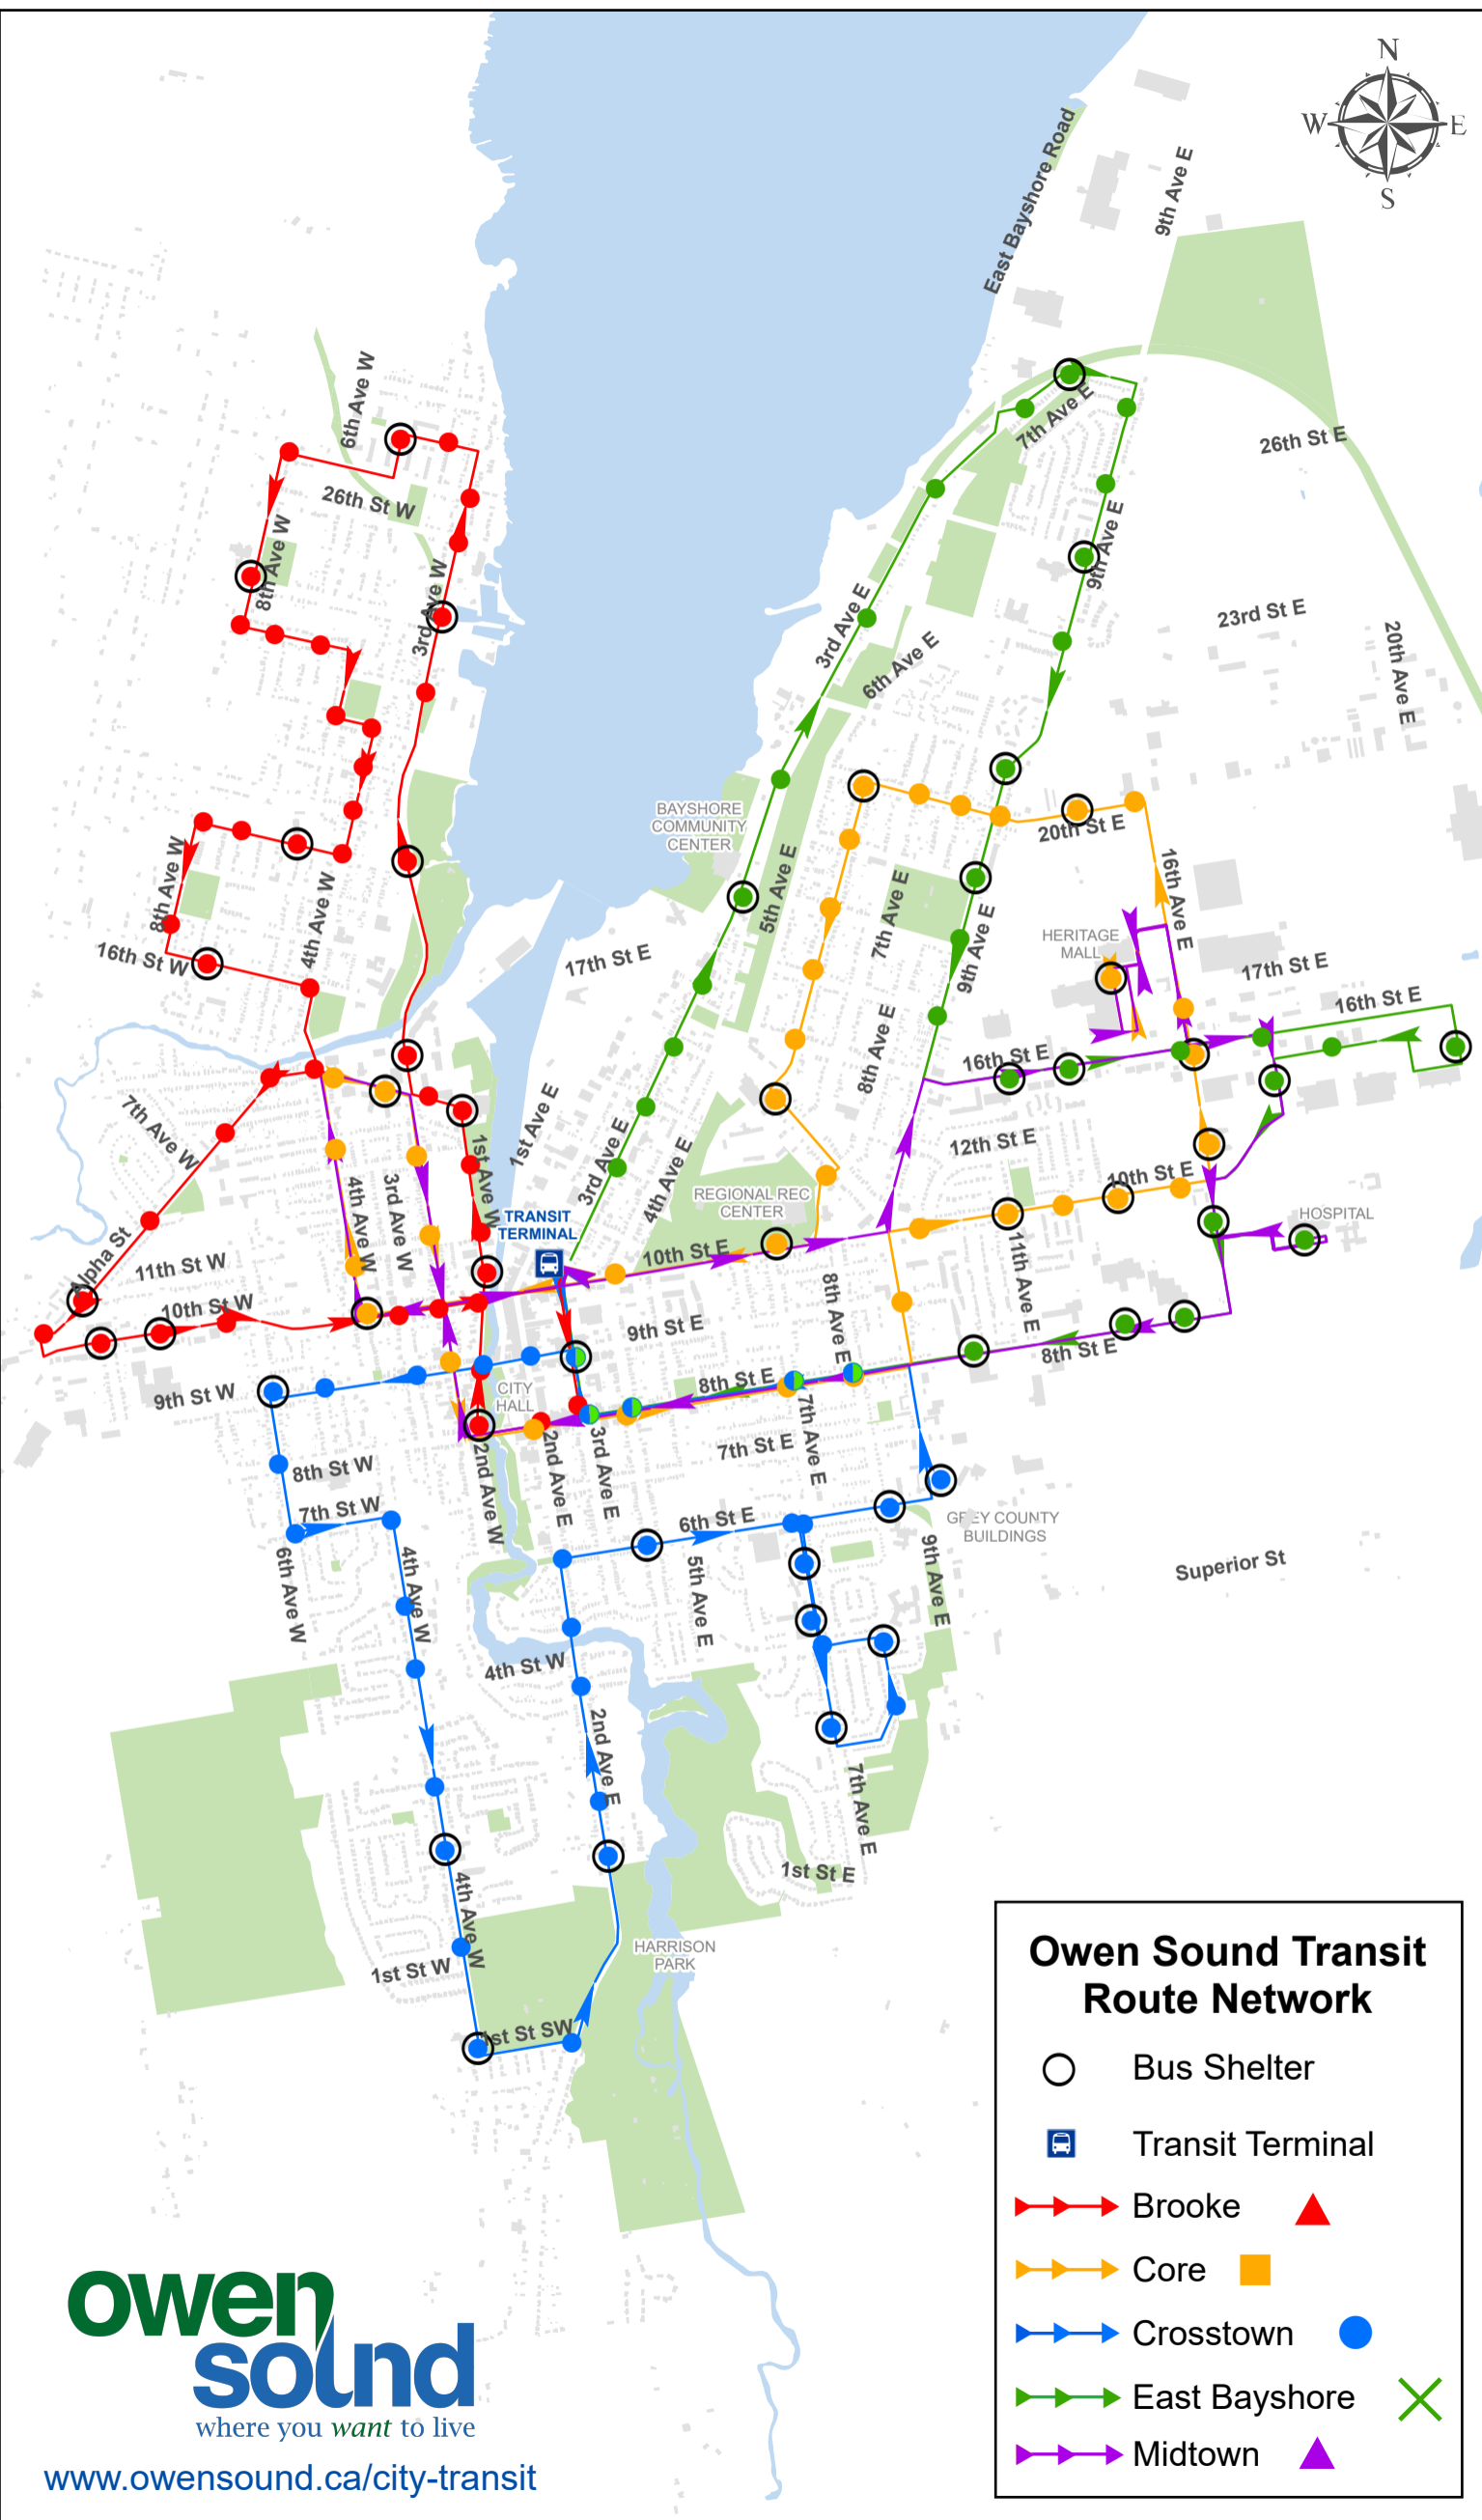 N
W
E
S
East Bayshore Road
9th Ave E
6th Ave W
7th Ave E
26th St E
26th St W
8th Ave W
9th Ave E
3rd Ave W
3rd Ave E
23rd St E
20th Ave E
6th Ave E
BAYSHORE
COMMUNITY
CENTER
20th St E
5th Ave E
8th Ave W
4th Ave W
7th Ave E
16th Ave E
9th Ave E
HERITAGE
MALL
16th St W
17th St E
17th St E
16th St E
8th Ave E
16th St E
7th Ave W
1st Ave E
12th St E
3rd Ave E
4th Ave E
1st Ave W
10th St E
4th Ave W
3rd Ave W
REGIONAL REC
CENTER
TRANSIT
TERMINAL
HOSPITAL
Alpha St
11th St W
10th St E
11th Ave E
10th St W
8th Ave E
9th St E
8th St E
9th St W
CITY
HALL
8th St E
7th Ave E
7th St E
2nd Ave W
2nd Ave E
3rd Ave E
8th St W
7th St W
6th St E
GREY COUNTY
BUILDINGS
6th Ave W
4th Ave W
5th Ave E
9th Ave E
Superior St
4th St W
2nd Ave E
7th Ave E
1st St E
4th Ave W
1st St W
HARRISON
PARK
1st St SW
Owen Sound Transit
Route Network
Bus Shelter
Transit Terminal
Brooke
Core
Crosstown
East Bayshore
Midtown
owen
sound
where you want to live
www.owensound.ca/city-transit